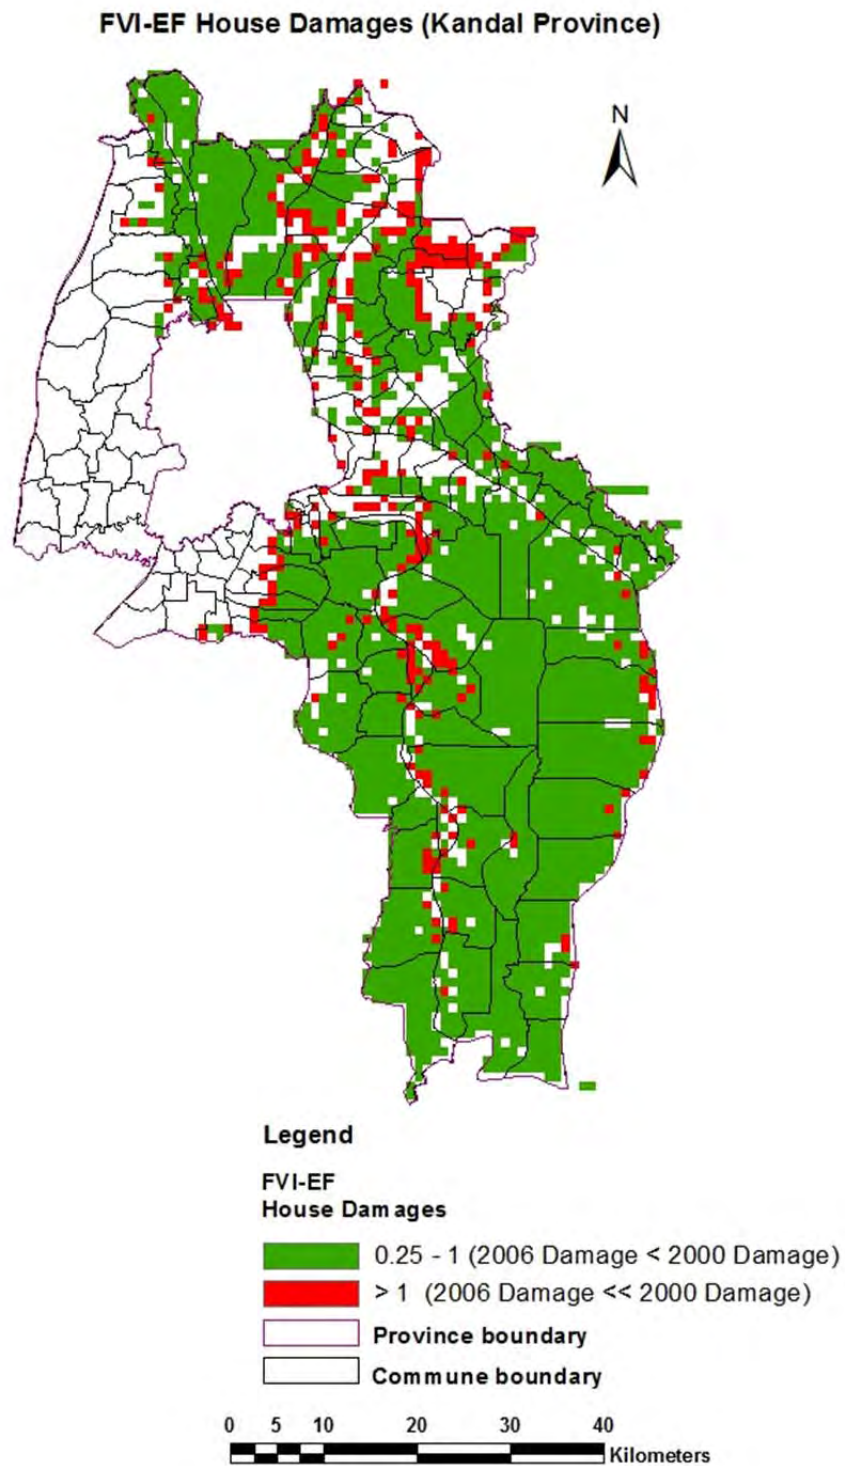 FVI-EF House Damages (Kandal Province)
N
Legend
FVI-EF
House Damages
0.25 - 1 (2006 Damage < 2000 Damage)
> 1 (2006 Damage << 2000 Damage)
Province boundary
Commune boundary
0 5 10 20 30 40
Kilometers